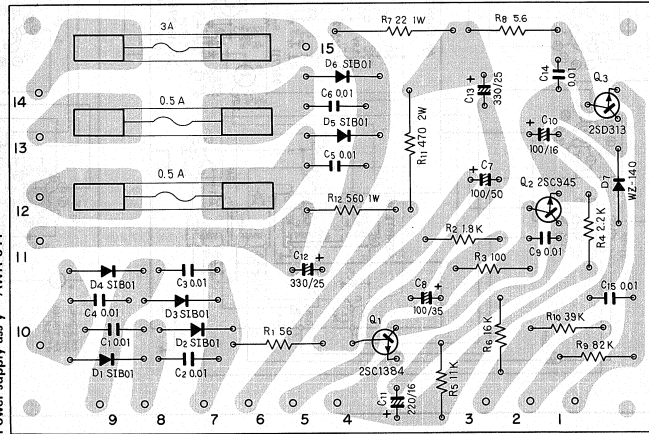 3A
R7 22 1W
R8 5.6
15
D6 SIB01
C14
0.01
Q3
14
0.5 A
C6 0.01
C13
330/25
2SD313
D5 SIB01
R11 470 2W
C10
100/16
13
C5 0.01
0.5 A
C7
100/50
D7
WZ-140
Q2 2SC945
12
R12 560 1W
R4 2.2K
R2 1.8K
11
C9 0.01
C12
330/25
R3 100
D4 SIB01
C3 0.01
C8
100/35
C15 0.01
C4 0.01
D3 SIB01
Q1
R10 39K
10
C1 0.01
D2 SIB01
R1 56
R6 16K
R9 82K
D1 SIB01
C2 0.01
2SC1384
R5 11K
C11
220/16
9 8 7 6 5 4 3 2 1
Power supply ass'y